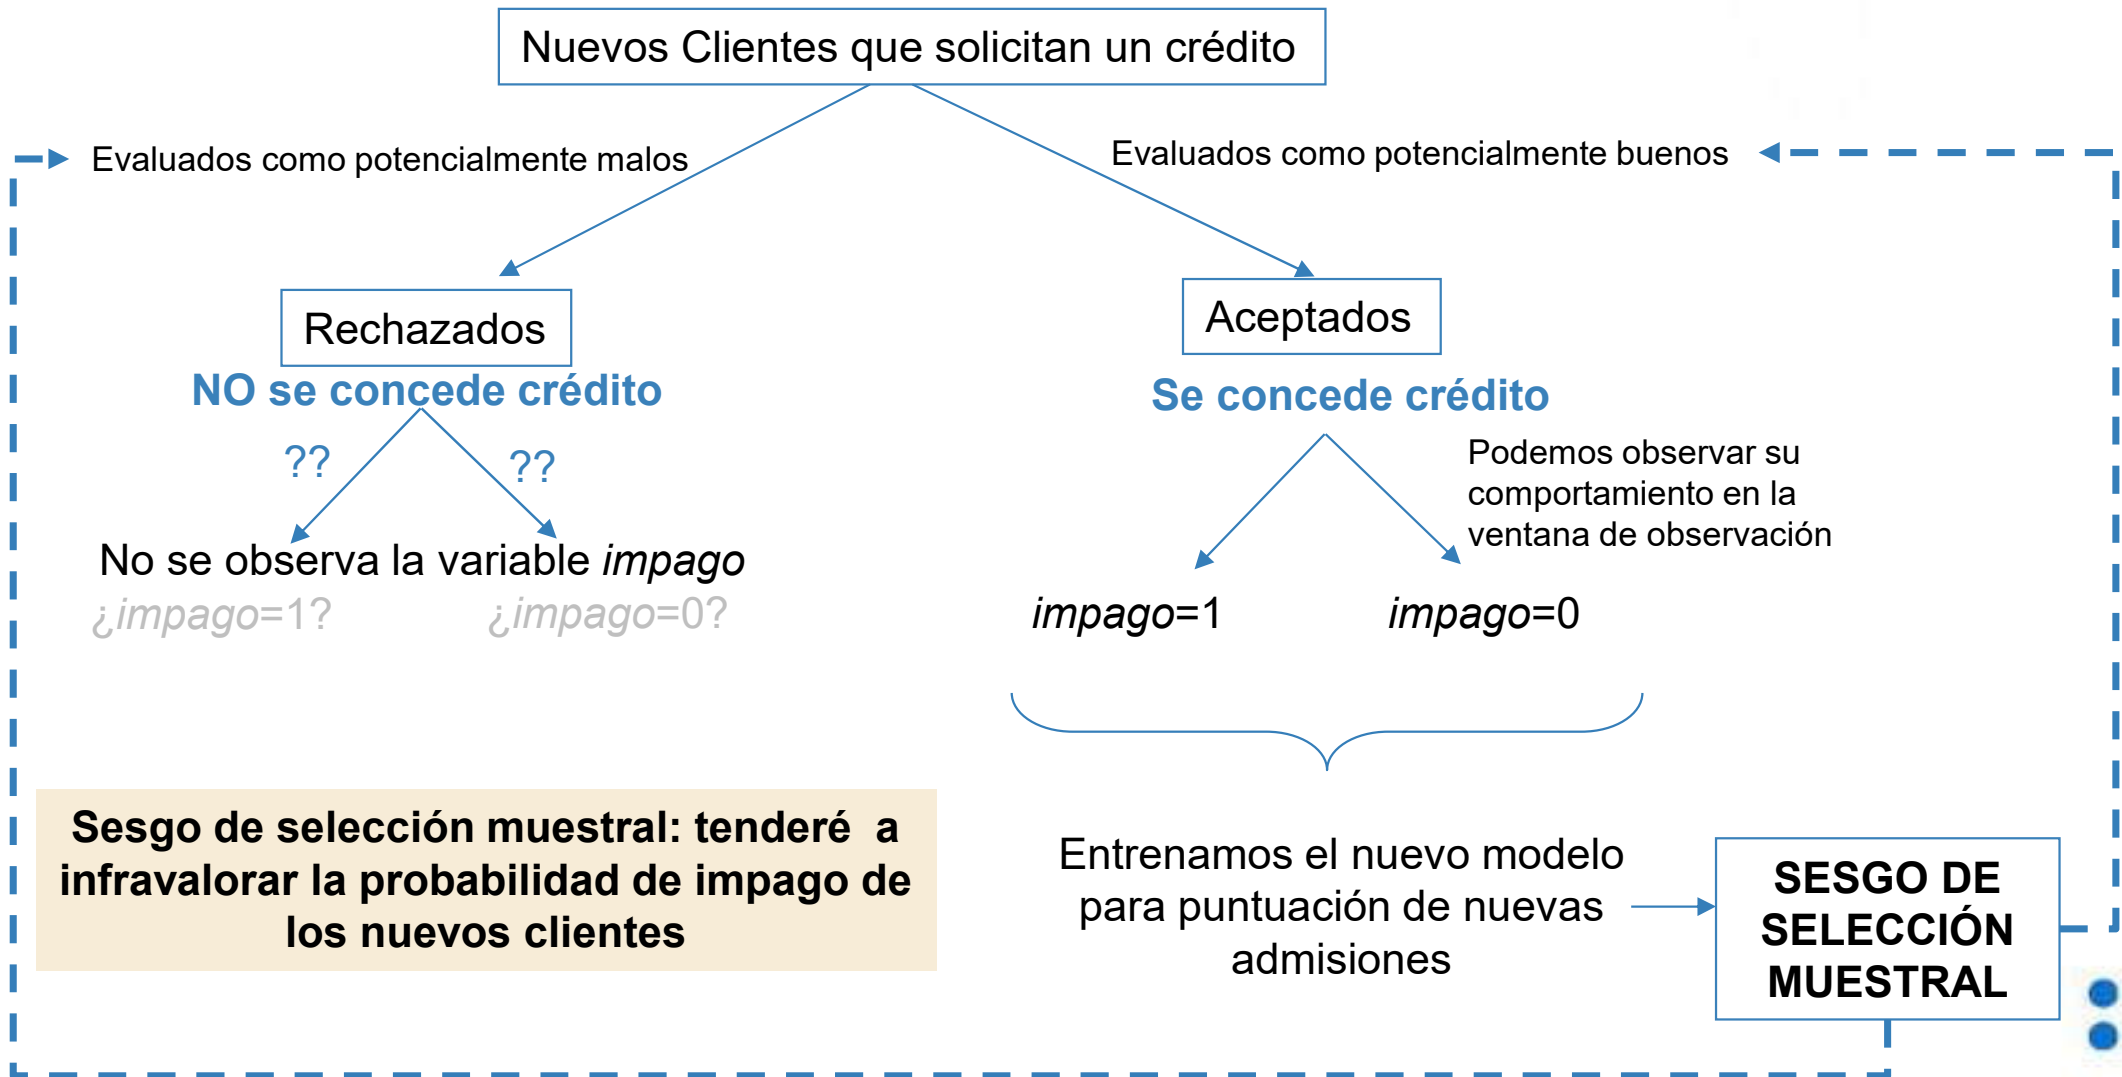 Nuevos Clientes que solicitan un crédito
Evaluados como potencialmente malos
Evaluados como potencialmente buenos
Rechazados
NO se concede crédito
??
??
No se observa la variable impago
¿impago=1?
¿impago=0?
Aceptados
Se concede crédito
Podemos observar su
comportamiento en la
ventana de observación
impago=1
impago=0
Sesgo de selección muestral: tenderé  a
infravalorar la probabilidad de impago de
los nuevos clientes
Entrenamos el nuevo modelo
para puntuación de nuevas
admisiones
SESGO DE
SELECCIÓN
MUESTRAL